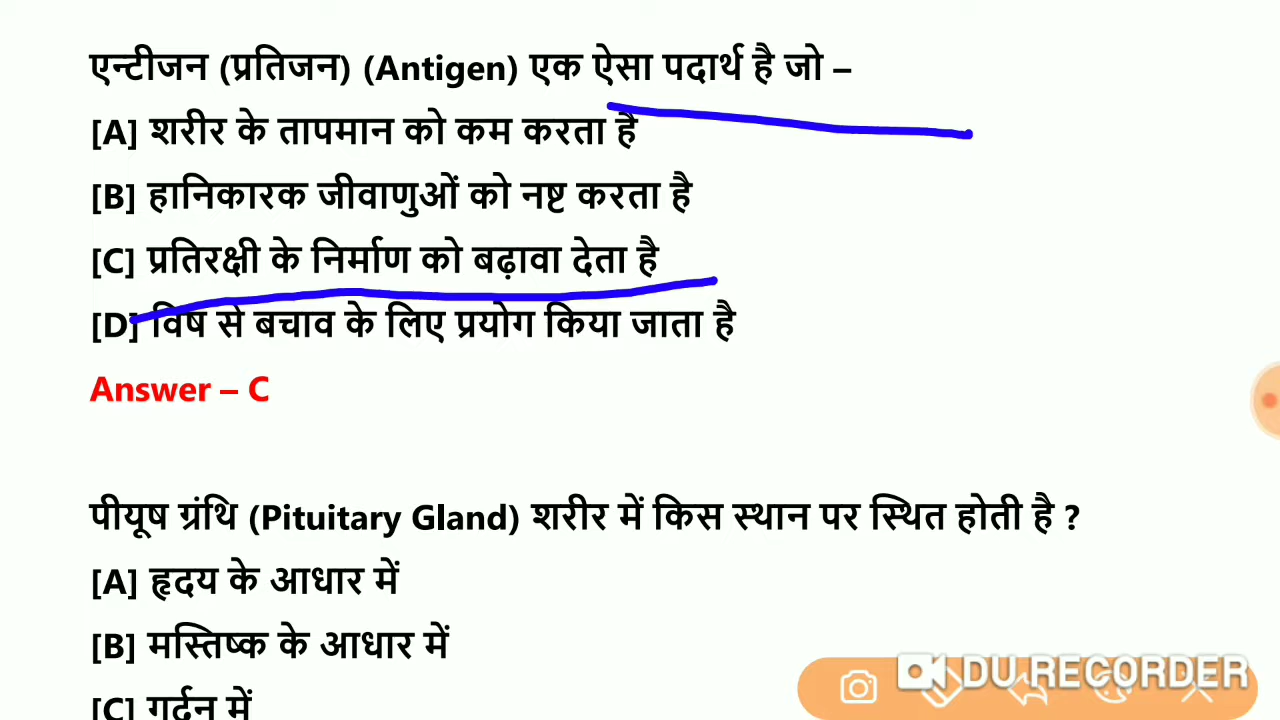 एन्टीजन (प्रतिजन) (Antigen) एक ऐसा पदार्थ है जो –
[A] शरीर के तापमान को कम करता है
[B] हानिकारक जीवाणुओं को नष्ट करता है
[C] प्रतिरक्षी के निर्माण को बढ़ावा देता है
[D] विष से बचाव के लिए प्रयोग किया जाता है
Answer – C
पीयूष ग्रंथि (Pituitary Gland) शरीर में किस स्थान पर स्थित होती है ?
[A] हृदय के आधार में
[B] मस्तिष्क के आधार में
[C] गर्दन में
DU RECORDER